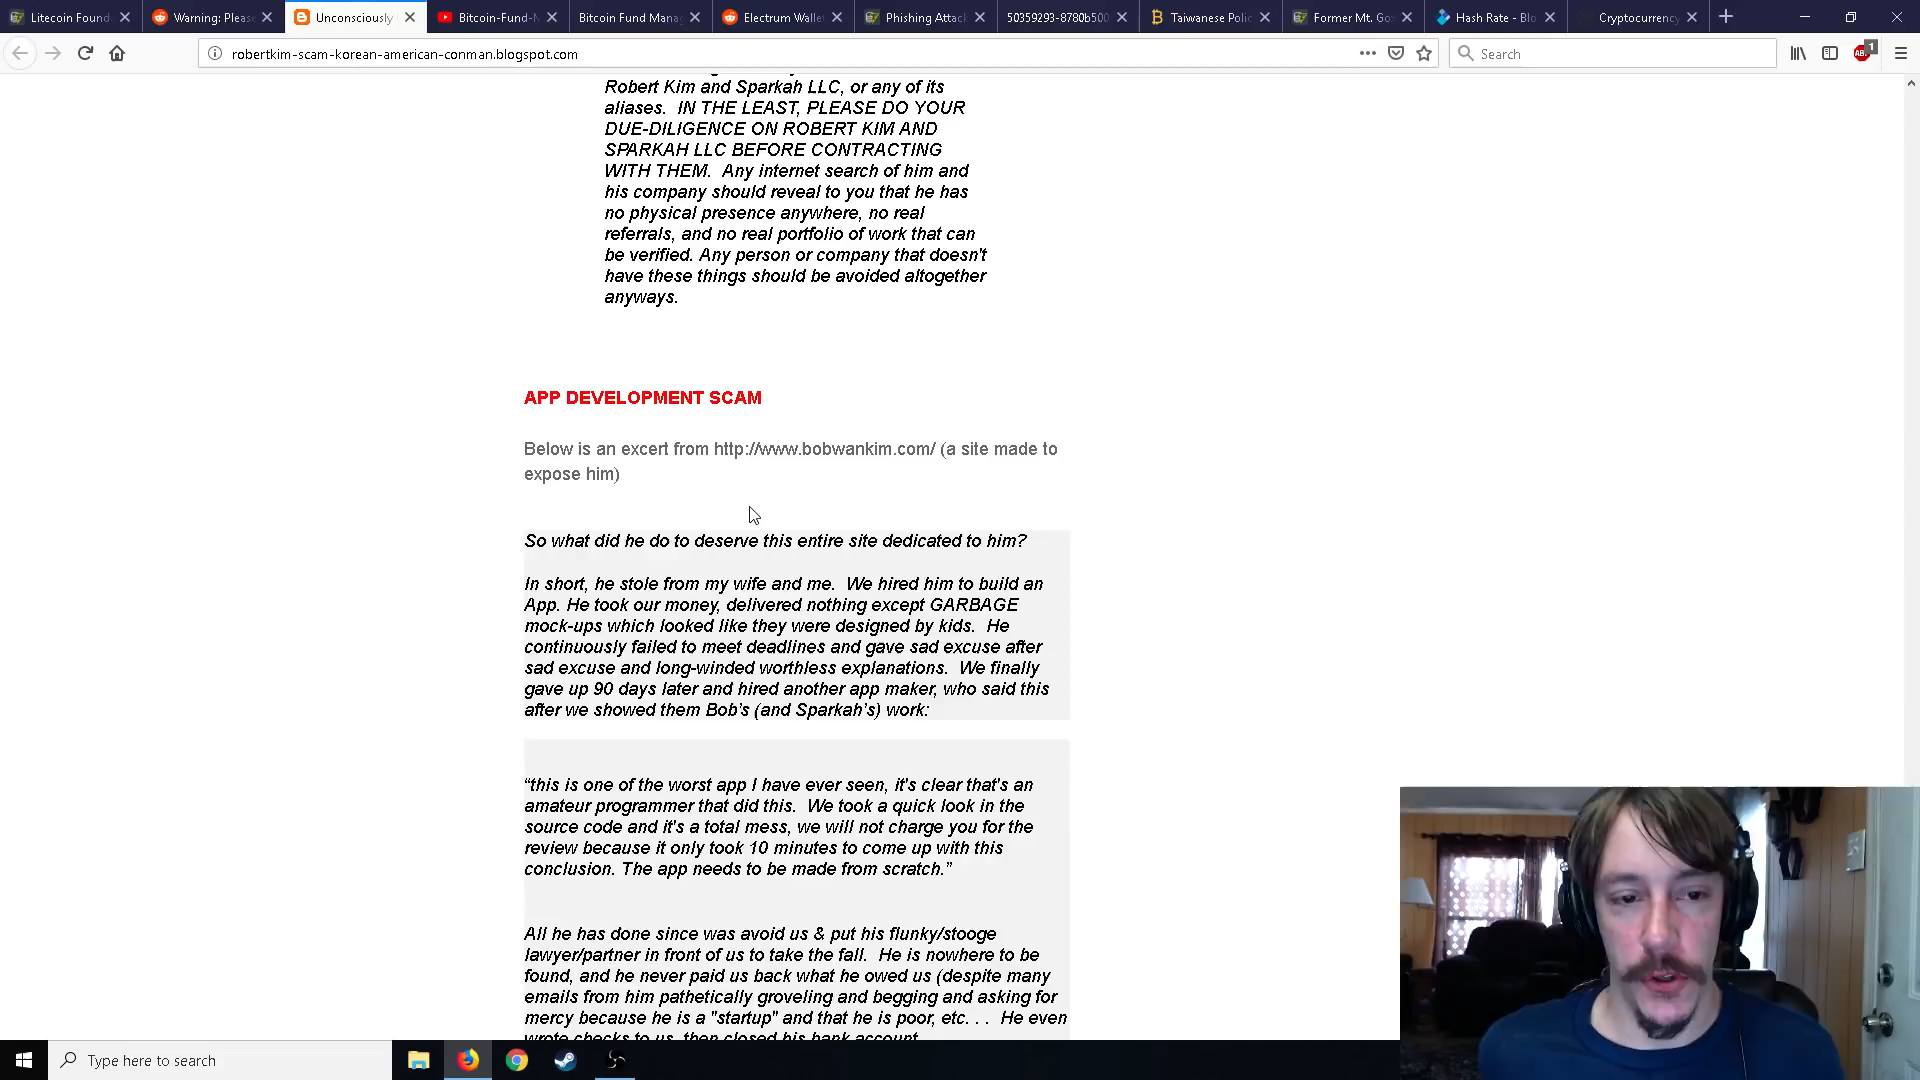 Litecoin Found
Warning: Pleas
Unconsciously
Bitcoin-Fund-M
Bitcoin Fund Mana
Electrum Walle
Phishing Attac
50359293-8780b500
Taiwanese Poli
Former Mt. Go
Hash Rate - Blo
Cryptocurrency
robertkim-scam-korean-american-conman.blogspot.com
Search
1
Robert Kim and Sparkah LLC, or any of its
aliases.  IN THE LEAST, PLEASE DO YOUR
DUE-DILIGENCE ON ROBERT KIM AND
SPARKAH LLC BEFORE CONTRACTING
WITH THEM.  Any internet search of him and
his company should reveal to you that he has
no physical presence anywhere, no real
referrals, and no real portfolio of work that can
be verified. Any person or company that doesn't
have these things should be avoided altogether
anyways.
APP DEVELOPMENT SCAM
Below is an excert from http://www.bobwankim.com/ (a site made to
expose him)
So what did he do to deserve this entire site dedicated to him?
In short, he stole from my wife and me.  We hired him to build an
App. He took our money, delivered nothing except GARBAGE
mock-ups which looked like they were designed by kids.  He
continuously failed to meet deadlines and gave sad excuse after
sad excuse and long-winded worthless explanations.  We finally
gave up 90 days later and hired another app maker, who said this
after we showed them Bob's (and Sparkah's) work:
“this is one of the worst app I have ever seen, it's clear that's an
amateur programmer that did this.  We took a quick look in the
source code and it's a total mess, we will not charge you for the
review because it only took 10 minutes to come up with this
conclusion. The app needs to be made from scratch.”
All he has done since was avoid us & put his flunky/stooge
lawyer/partner in front of us to take the fall.  He is nowhere to be
found, and he never paid us back what he owed us (despite many
emails from him pathetically groveling and begging and asking for
mercy because he is a "startup" and that he is poor, etc. . .  He even
wrote checks to us, then closed his bank account
Type here to search